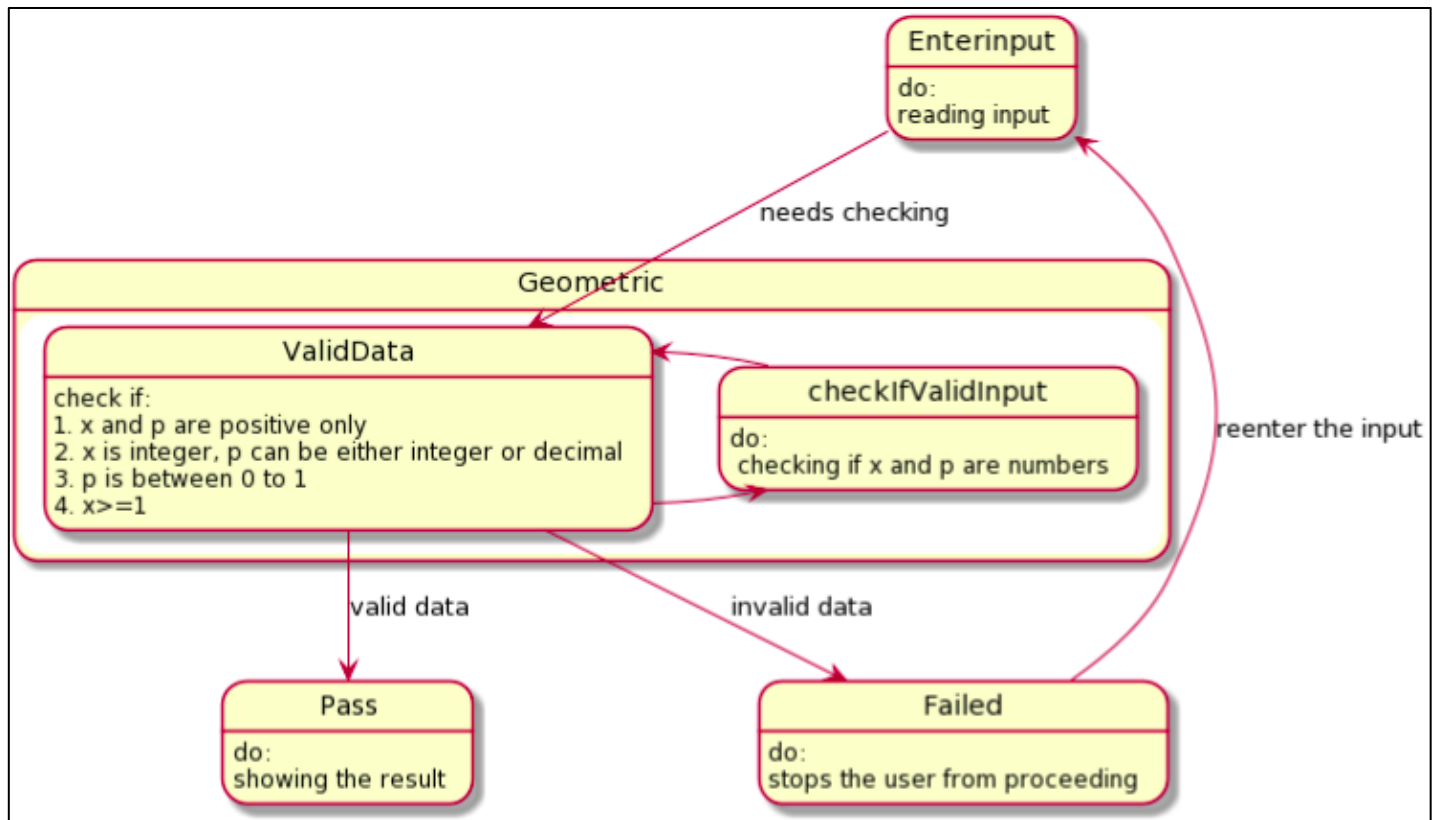 Enterinput
do:
reading input
needs checking
Geometric
ValidData
check if:
1. x and p are positive only
2. x is integer, p can be either integer or decimal
3. p is between 0 to 1
4. x>=1
checkIfValidInput
do:
checking if x and p are numbers
reenter the input
valid data
invalid data
Pass
do:
showing the result
Failed
do:
stops the user from proceeding